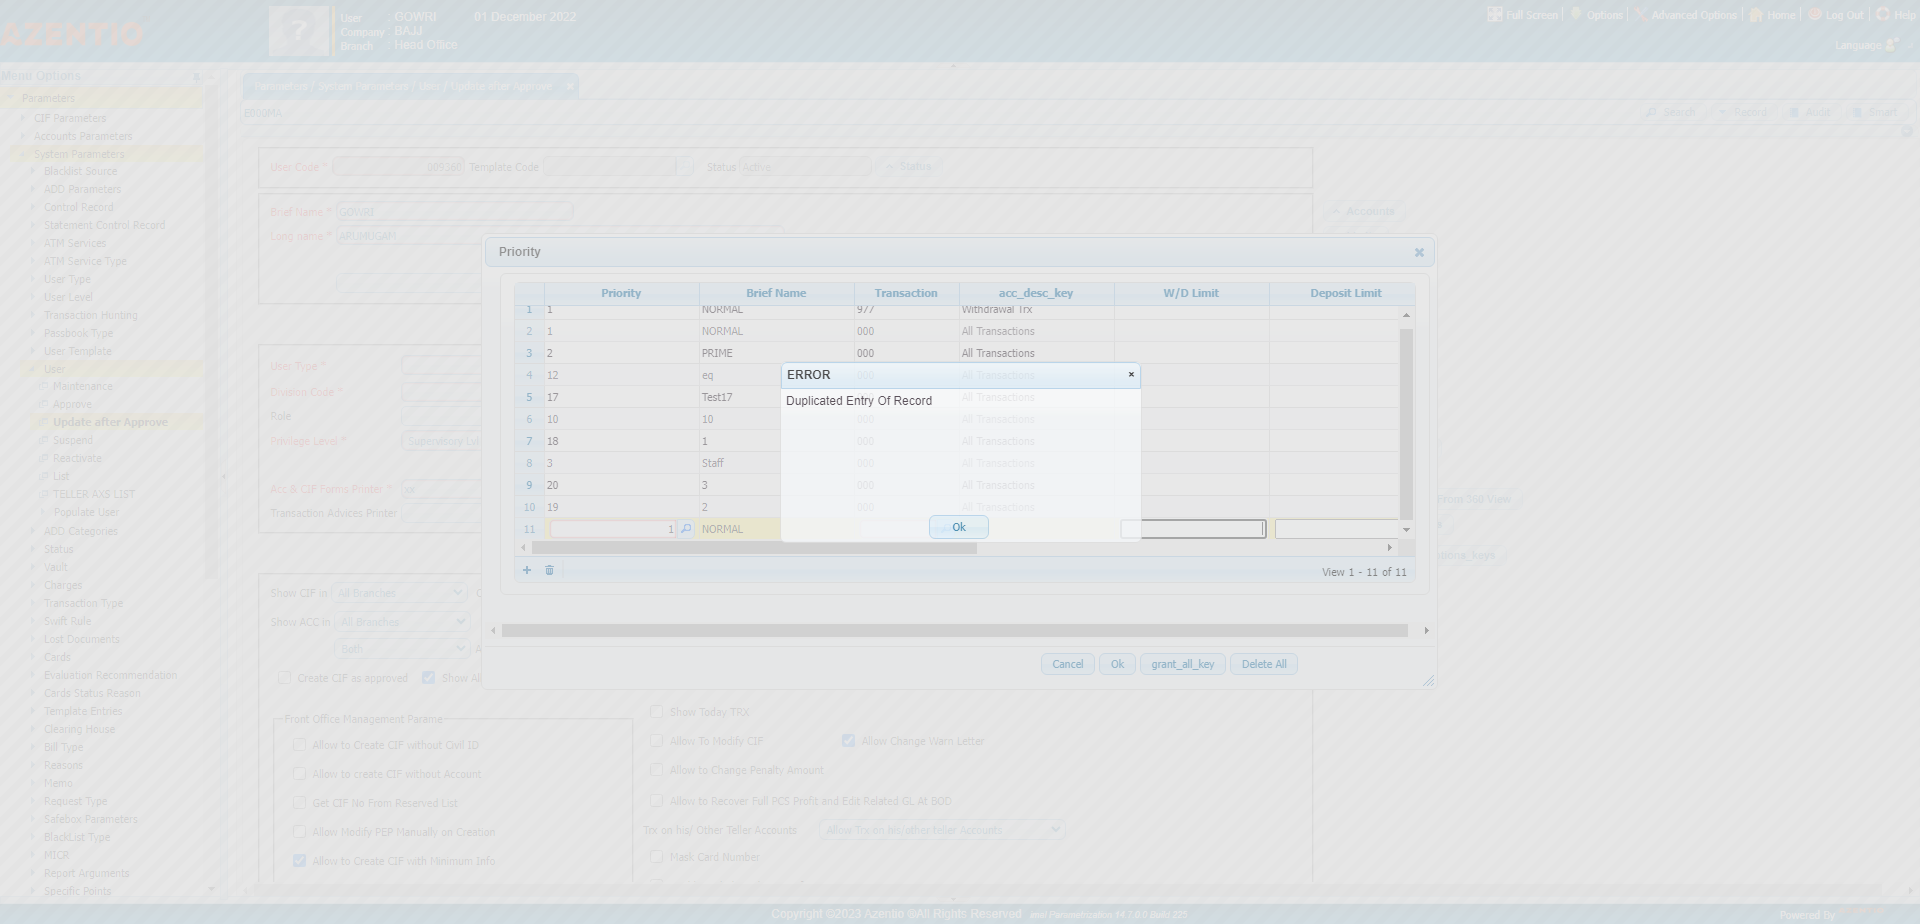 AZENTIO
User : GOWRI 01 December 2022
Company : BAJJ
Branch : Head Office
Full Screen Options Advanced Options Home Log Out Help
Language
Menu Options
Parameters
CIF Parameters
Accounts Parameters
System Parameters
Blacklist Source
ADD Parameters
Control Record
Statement Control Record
ATM Services
ATM Service Type
User Type
User Level
Transaction Hunting
Passbook Type
User Template
User
Maintenance
Approve
Update after Approve
Suspend
Reactivate
List
TELLER AXS LIST
Populate User
ADD Categories
Status
Vault
Charges
Transaction Type
Swift Rule
Lost Documents
Cards
Evaluation Recommendation
Cards Status Reason
Template Entries
Clearing House
Bill Type
Reasons
Memo
Request Type
Safebox Parameters
BlackList Type
MICR
Report Arguments
Specific Points
Parameters / System Parameters / User / Update after Approve
E000MA
Search Record Audit Smart
User Code * 009360 Template Code Status Active Status
Brief Name * GOWRI
Long name * ARUMUGAM
Accounts
User Type *
Division Code *
Role
Privilege Level * Supervisory Lvl
Acc & CIF Forms Printer * xx
Transaction Advices Printer
Show CIF in All Branches
Show ACC in All Branches
Both
Create CIF as approved Show All
From 360 View
Priority
Priority Brief Name Transaction acc_desc_key W/D Limit Deposit Limit
1 1 NORMAL 977 Withdrawal Trx
2 1 NORMAL 000 All Transactions
3 2 PRIME 000 All Transactions
4 12 eq 000 All Transactions
5 17 Test17 000 All Transactions
6 10 10 000 All Transactions
7 18 1 000 All Transactions
8 3 Staff 000 All Transactions
9 20 3 000 All Transactions
10 19 2 000 All Transactions
11 1 NORMAL
View 1 - 11 of 11
Cancel Ok grant_all_key Delete All
ERROR
Duplicated Entry Of Record
Ok
Front Office Management Parame
Allow to Create CIF without Civil ID
Allow to create CIF without Account
Get CIF No From Reserved List
Allow Modify PEP Manually on Creation
Allow to Create CIF with Minimum Info
Show Today TRX
Allow To Modify CIF Allow Change Warn Letter
Allow to Change Penalty Amount
Allow to Recover Full PCS Profit and Edit Related GL At BOD
Trx on his/ Other Teller Accounts Allow Trx on his/other teller Accounts
Mask Card Number
Copyright ©2023 Azentio @All Rights Reserved imal Parametrization 14.7.0.0 Build 225
Powered By